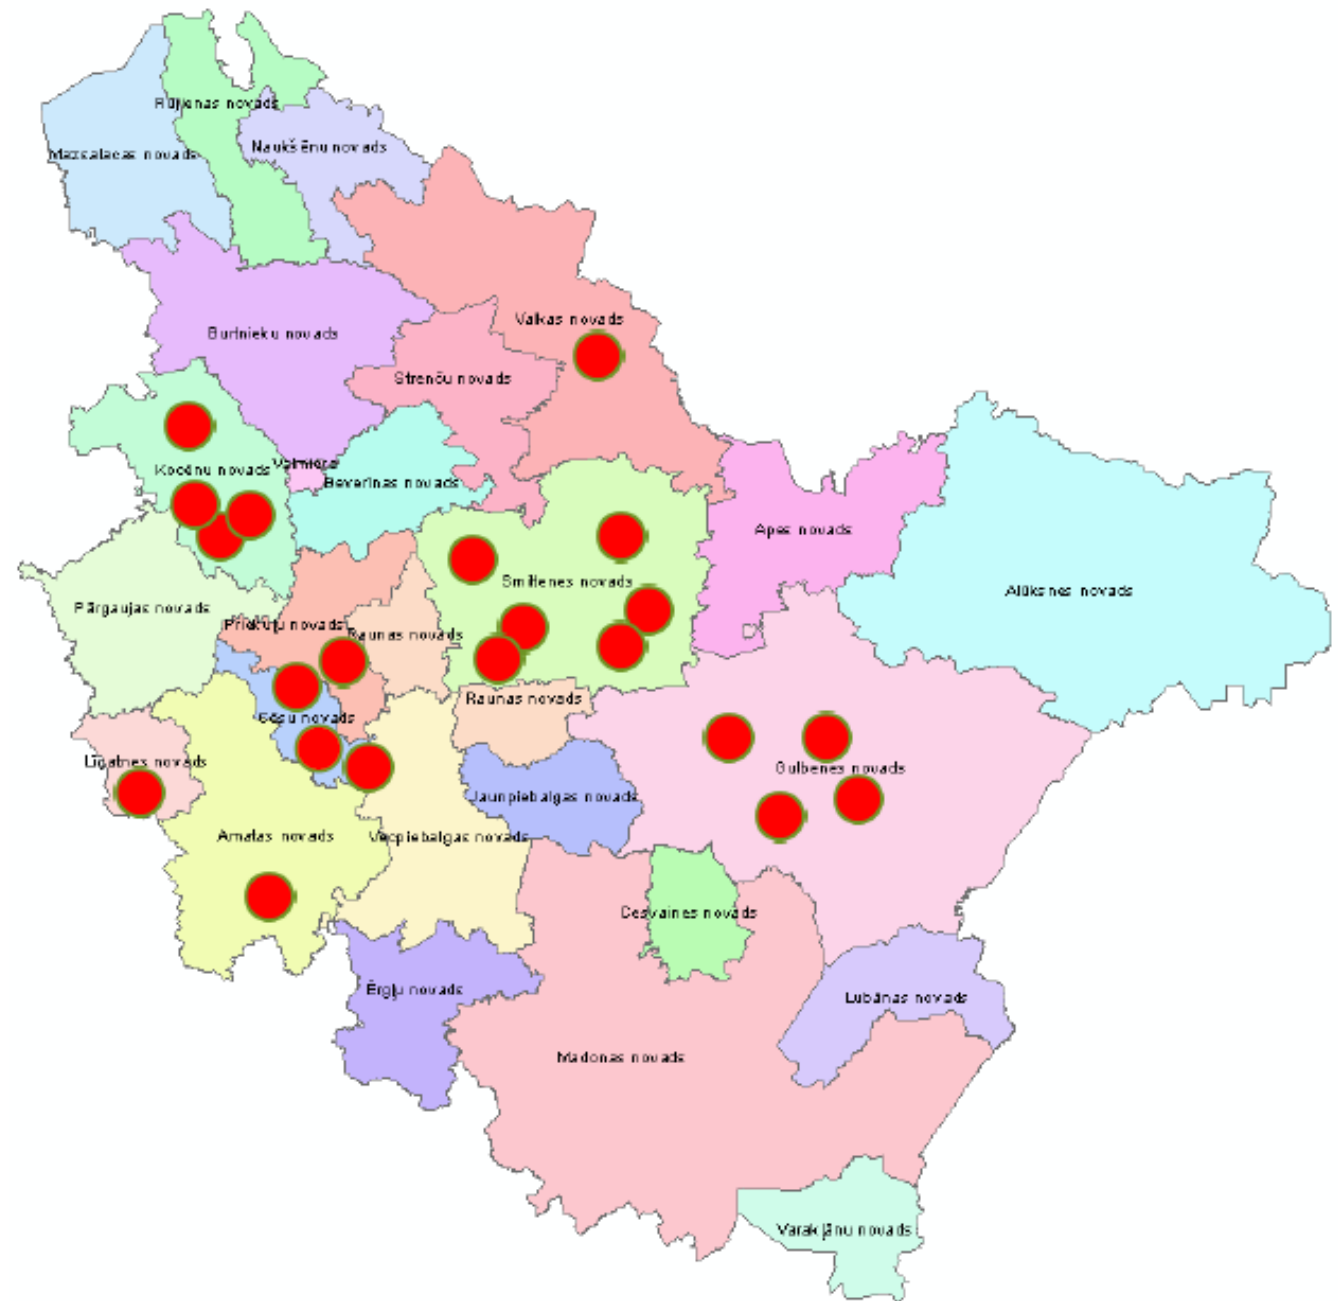 Rūjienas novads
Mazsalacas novads
Naukšēnu novads
Valkas novads
Burtnieku novads
Strenču novads
Kocēnu novads
Valmiera
Beverīnas novads
Apes novads
Smiltenes novads
Alūksnes novads
Pārgaujas novads
Priekuļu novads
Raunas novads
Raunas novads
Cēsu novads
Līgatnes novads
Gulbenes novads
Jaunpiebalgas novads
Amatas novads
Vecpiebalgas novads
Cesvaines novads
Ērgļu novads
Lubānas novads
Madonas novads
Varakļānu novads